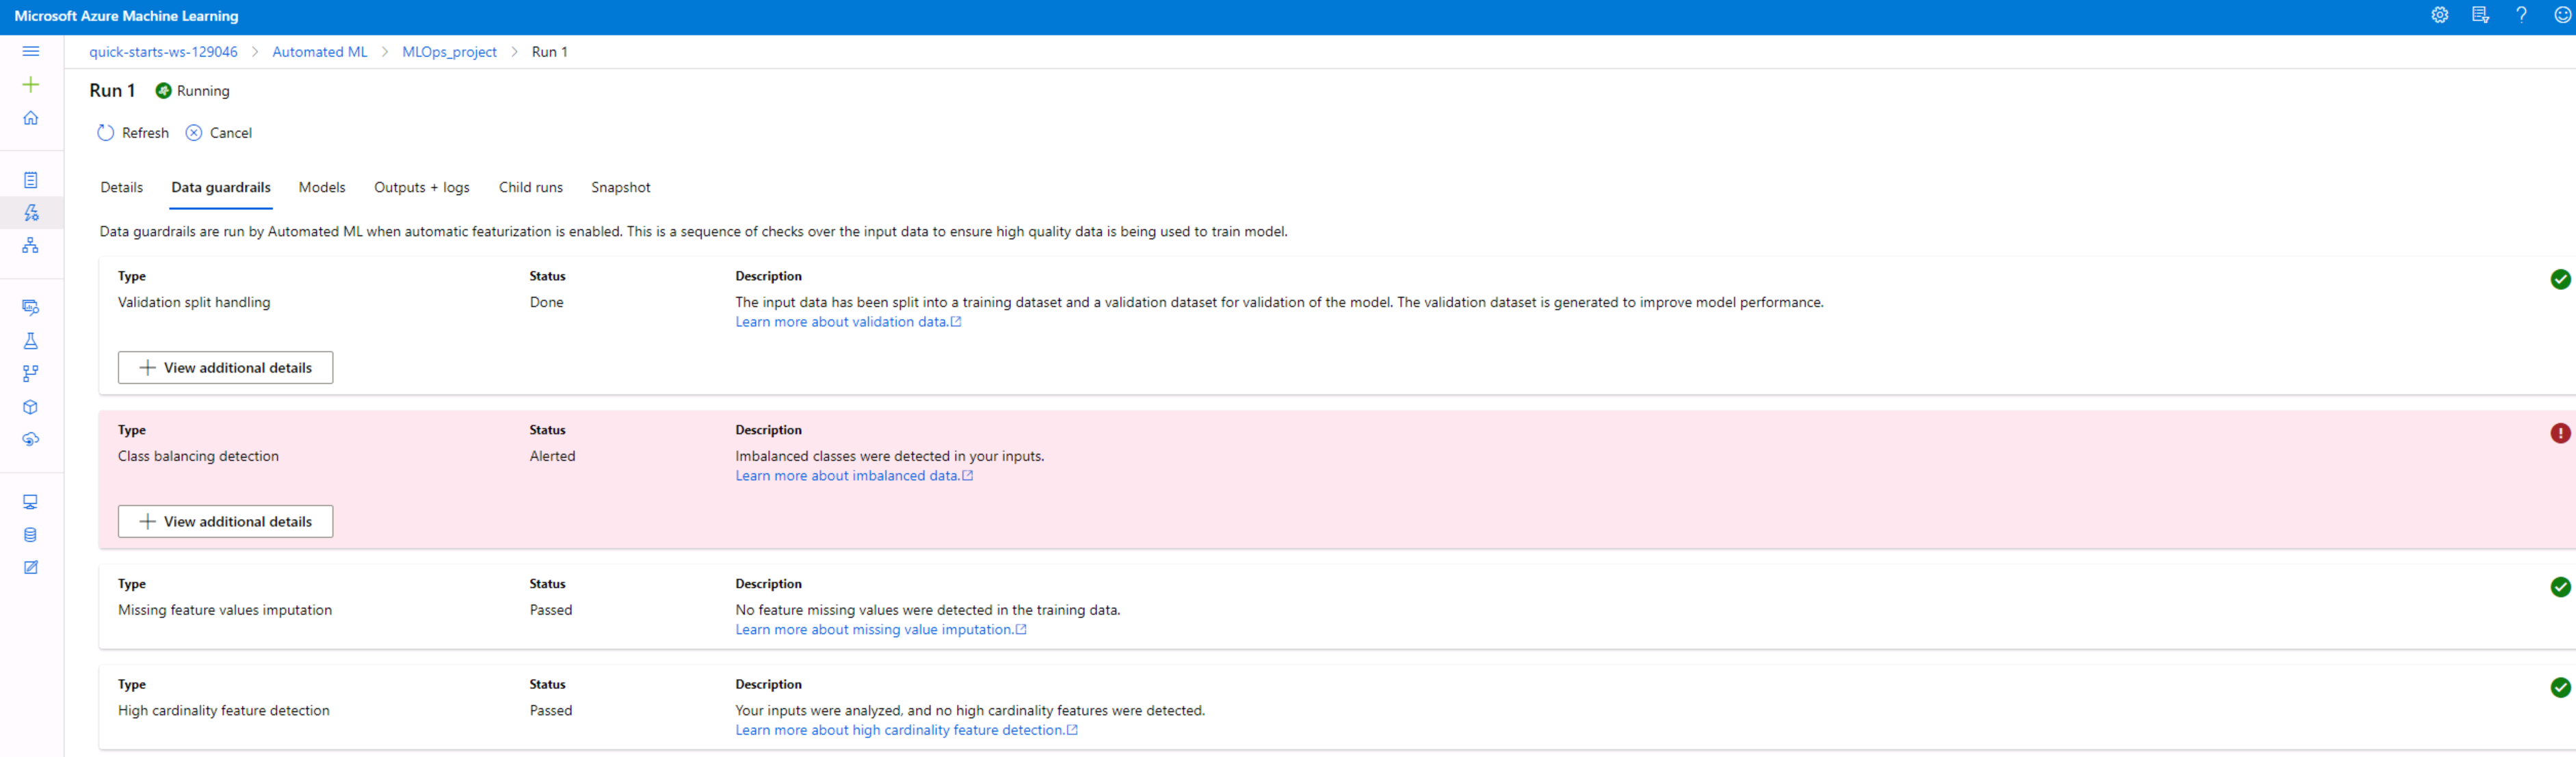 Microsoft Azure Machine Learning
quick-starts-ws-129046 > Automated ML > MLOps_project > Run 1
Run 1 Running
Refresh Cancel
Details Data guardrails Models Outputs + logs Child runs Snapshot
Data guardrails are run by Automated ML when automatic featurization is enabled. This is a sequence of checks over the input data to ensure high quality data is being used to train model.
Type Status Description
Validation split handling Done The input data has been split into a training dataset and a validation dataset for validation of the model. The validation dataset is generated to improve model performance.
Learn more about validation data.
View additional details
Type Status Description
Class balancing detection Alerted Imbalanced classes were detected in your inputs.
Learn more about imbalanced data.
View additional details
Type Status Description
Missing feature values imputation Passed No feature missing values were detected in the training data.
Learn more about missing value imputation.
Type Status Description
High cardinality feature detection Passed Your inputs were analyzed, and no high cardinality features were detected.
Learn more about high cardinality feature detection.